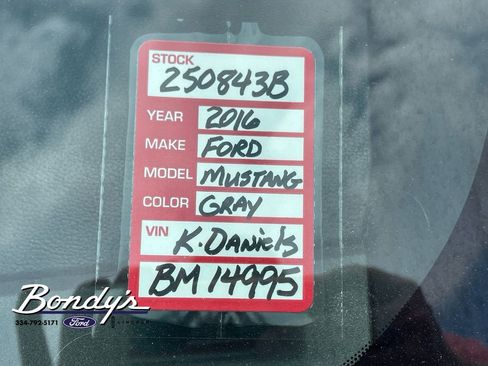 STOCK
250843B
YEAR 2016
MAKE FORD
MODEL MUSTANG
COLOR GRAY
VIN K. DANiEls
BM 14995
Bondy's
334-792-5171 Ford LINCOLN